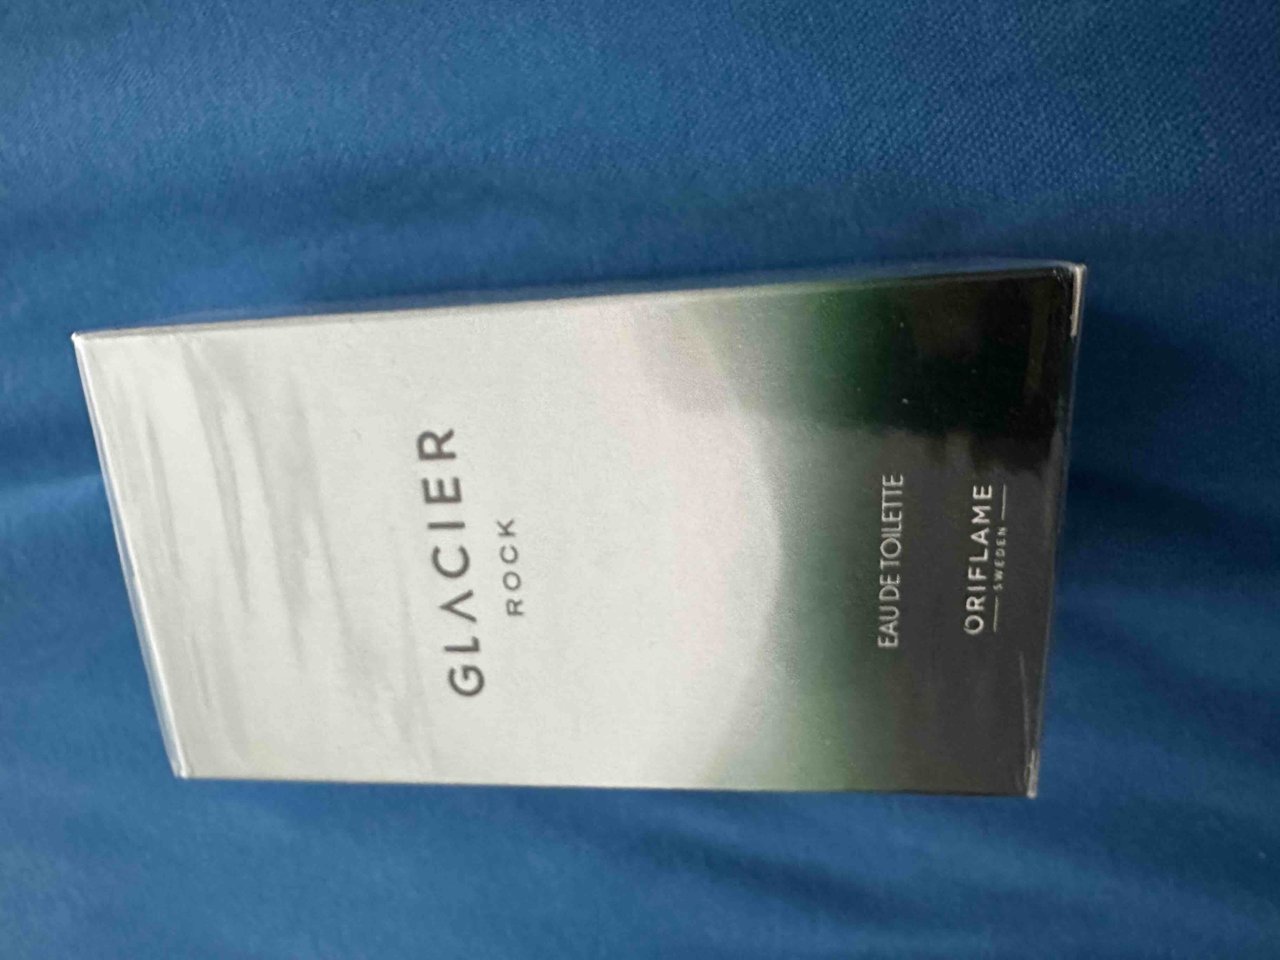 GLACIER
ROCK
EAU DE TOILETTE
ORIFLAME
SWEDEN